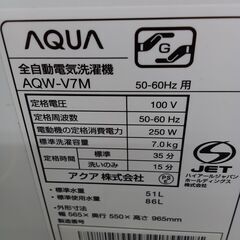 AQUA
全自動電気洗濯機
AQW-V7M
50-60Hz 用
定格電圧 100 V
定格周波数 50-60 Hz
電動機の定格消費電力 250 W
標準洗濯容量 7.0 kg
標準 35 分
洗いのみ 15 分
アクア株式会社
PSE
G
S
JET
ハイアールジャパン
ホールディングス
株式会社
・標準水量 51L
・標準使用水量 86L
・外形寸法
幅 565× 奥行 550× 高さ 965mm